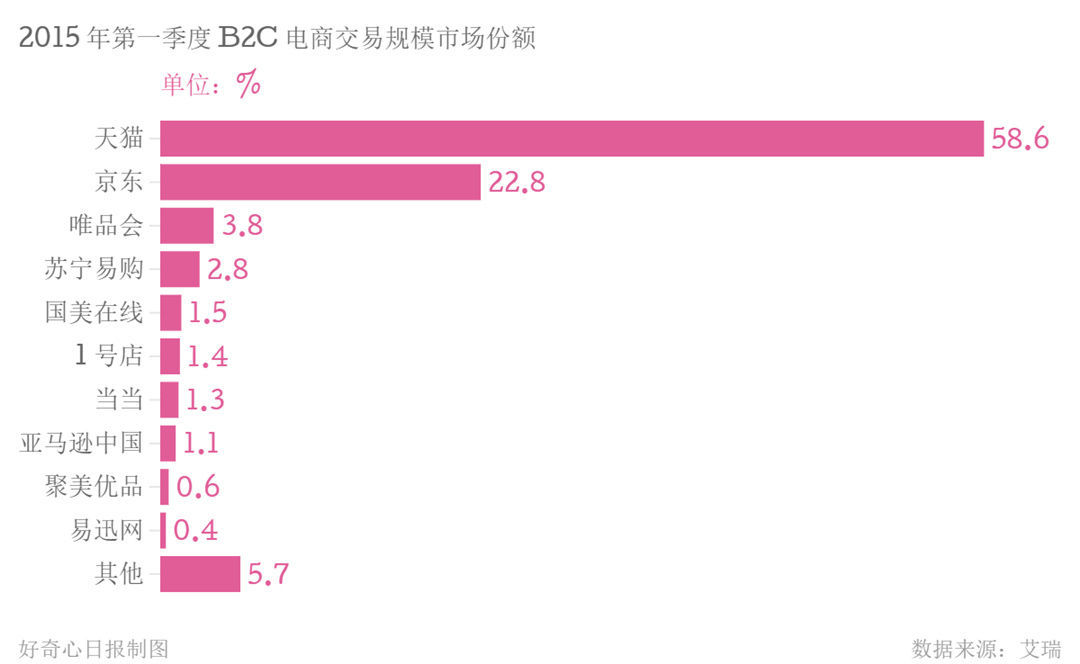 2015 年第一季度 B2C 电商交易规模市场份额
单位：%
天猫 58.6
京东 22.8
唯品会 3.8
苏宁易购 2.8
国美在线 1.5
1 号店 1.4
当当 1.3
亚马逊中国 1.1
聚美优品 0.6
易迅网 0.4
其他 5.7
好奇心日报制图 数据来源：艾瑞